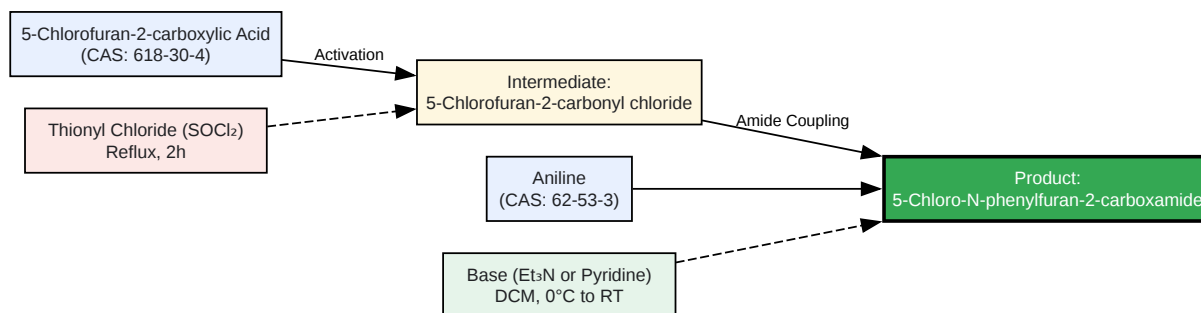 5-Chlorofuran-2-carboxylic Acid
(CAS: 618-30-4)
Activation
Thionyl Chloride (SOCl₂)
Reflux, 2h
Intermediate:
5-Chlorofuran-2-carbonyl chloride
Amide Coupling
Aniline
(CAS: 62-53-3)
Base (Et₃N or Pyridine)
DCM, 0°C to RT
Product:
5-Chloro-N-phenylfuran-2-carboxamide